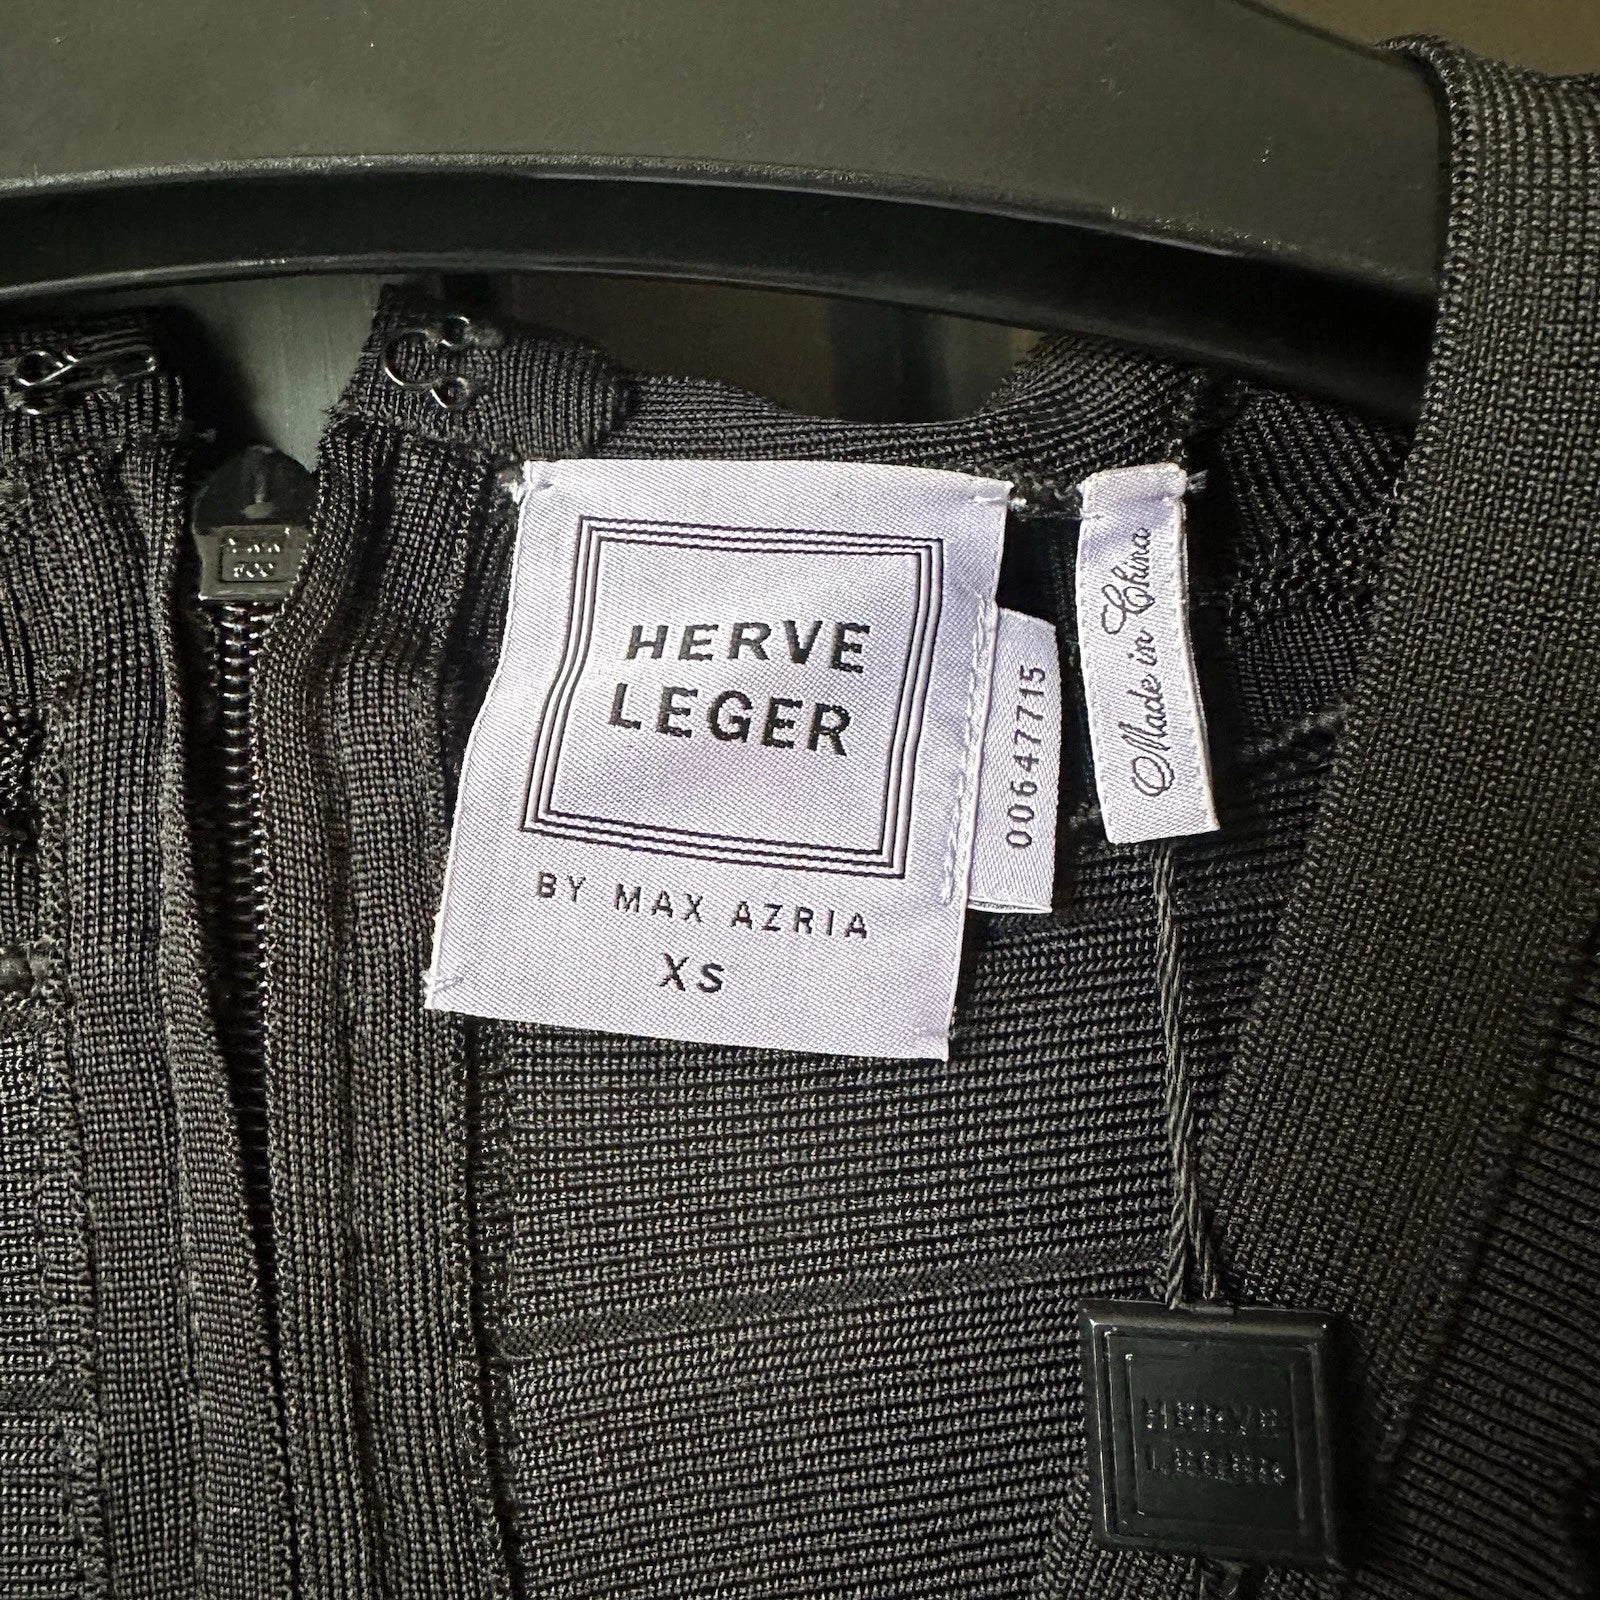 HERVE
LEGER
BY MAX AZRIA
XS
00647715
Made in China
HERVE
LEGER